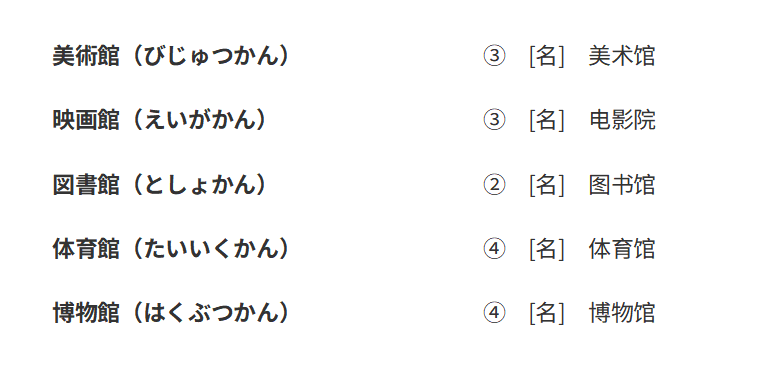 美術館（びじゅつかん） ③ [名] 美术馆
映画館（えいがかん） ③ [名] 电影院
図書館（としょかん） ② [名] 图书馆
体育館（たいいくかん） ④ [名] 体育馆
博物館（はくぶつかん） ④ [名] 博物馆